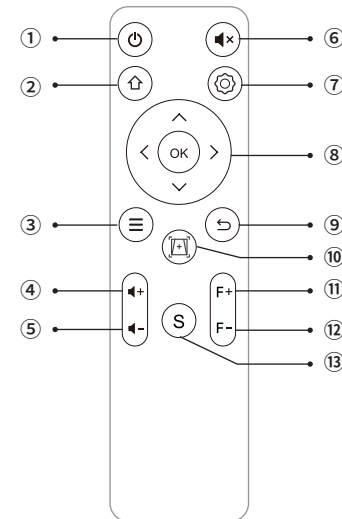 ① ⑥
② ⑦
OK ⑧
③ ⑨
⑩
④ + F+ ⑪
⑤ - F- ⑫
S ⑬